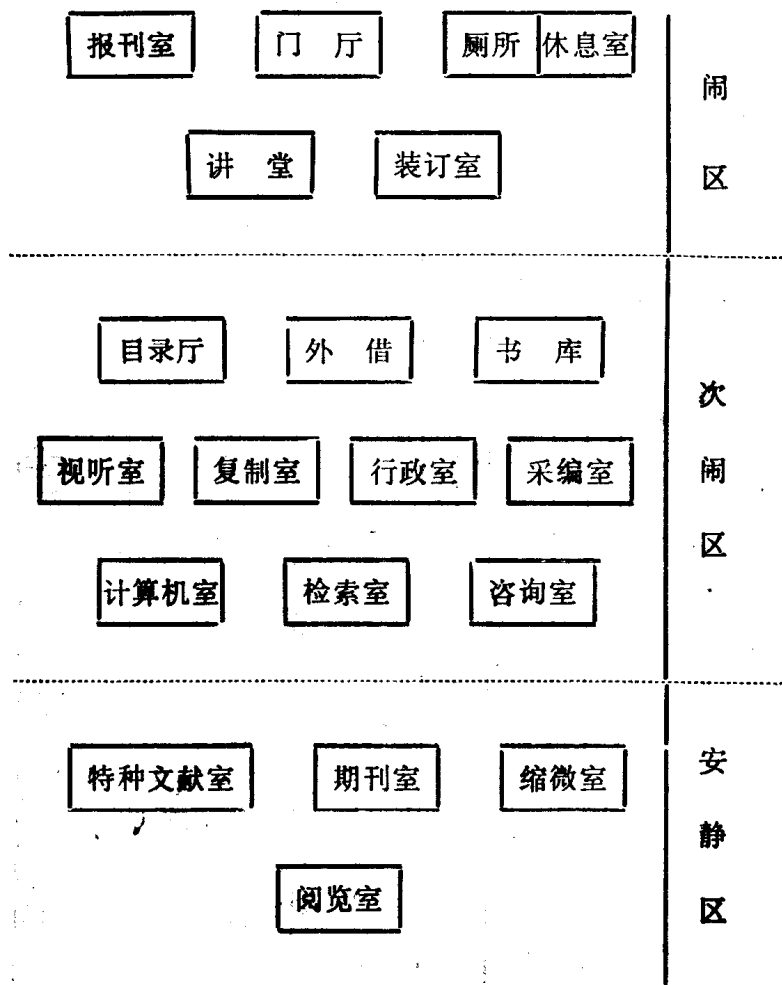 报刊室 门厅 厕所 休息室
讲堂 装订室
闹区
目录厅 外借 书库
视听室 复制室 行政室 采编室
计算机室 检索室 咨询室
次闹区
特种文献室 期刊室 缩微室
阅览室
安静区